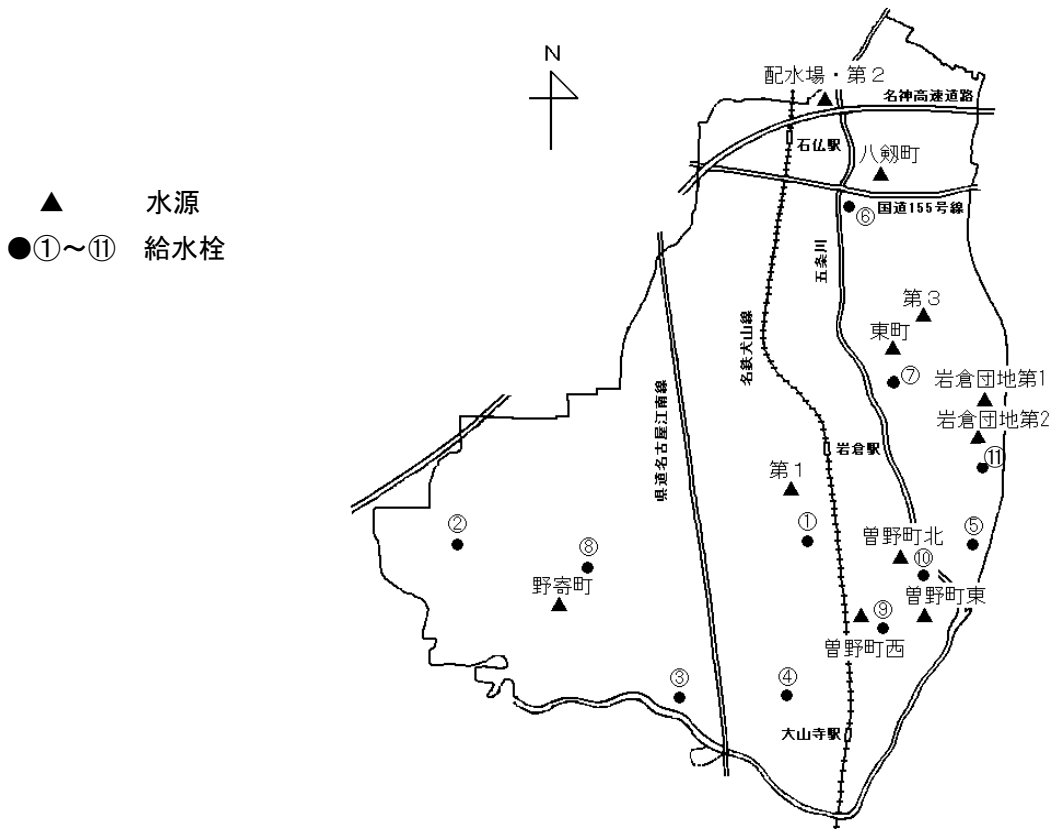 N
配水場・第２
名神高速道路
石仏駅
八剱町
▲ 水源
国道155号線
⑥
●①～⑪ 給水栓
五条川
第３
東町
名鉄犬山線
⑦
岩倉団地第１
県道名古屋江南線
岩倉団地第２
岩倉駅
⑪
第１
②
①
⑤
曽野町北
⑧
⑩
野寄町
曽野町東
⑨
曽野町西
③
④
大山寺駅